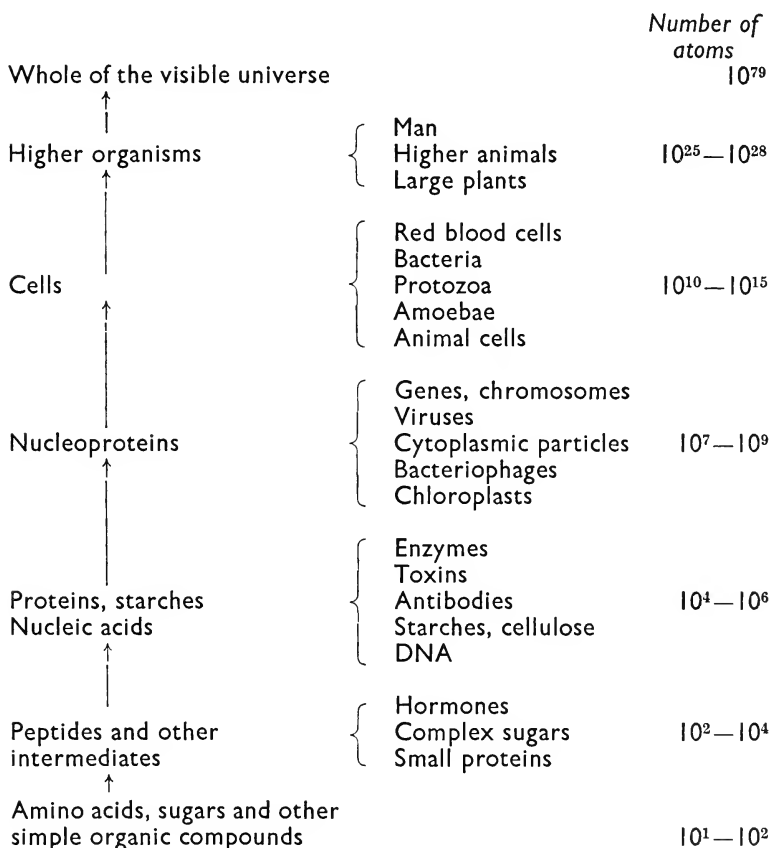 Number of
atoms
Whole of the visible universe 10⁷⁹
Man
Higher organisms Higher animals 10²⁵—10²⁸
Large plants
Red blood cells
Bacteria
Cells Protozoa 10¹⁰—10¹⁵
Amoebae
Animal cells
Genes, chromosomes
Viruses
Nucleoproteins Cytoplasmic particles 10⁷—10⁹
Bacteriophages
Chloroplasts
Enzymes
Toxins
Proteins, starches Antibodies 10⁴—10⁶
Nucleic acids Starches, cellulose
DNA
Hormones
Peptides and other Complex sugars 10²—10⁴
intermediates Small proteins
Amino acids, sugars and other
simple organic compounds 10¹—10²